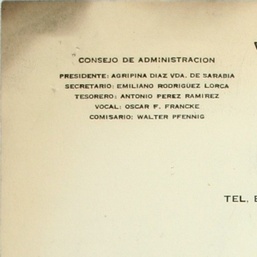 CONSEJO DE ADMINISTRACION
PRESIDENTE: AGRIPINA DIAZ VDA. DE SARABIA
SECRETARIO: EMILIANO RODRIGUEZ LORCA
TESORERO: ANTONIO PEREZ RAMIREZ
VOCAL: OSCAR F. FRANCKE
COMISARIO: WALTER PFENNIG
TEL.